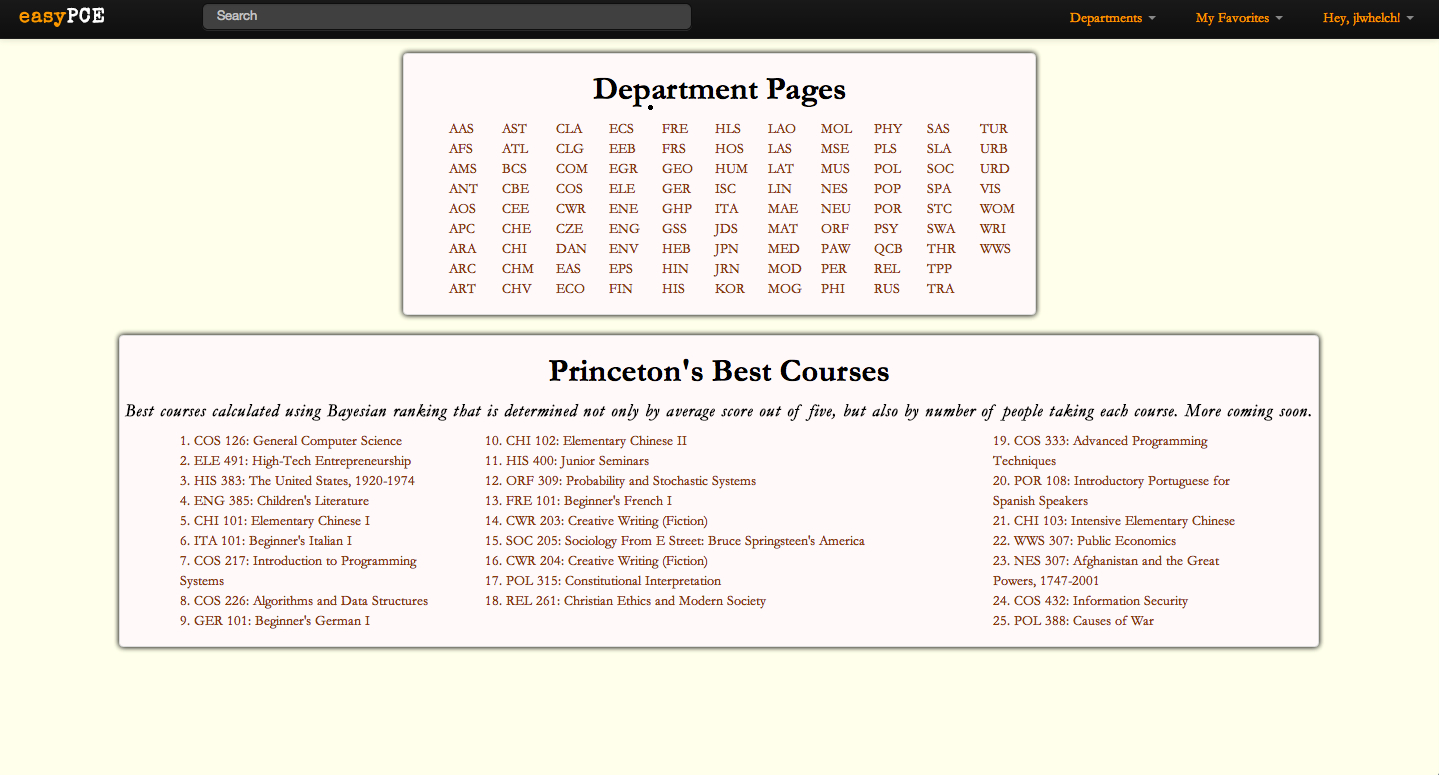 easyPCE Search Departments My Favorites Hey, jlwhelch!
Department Pages
AAS AST CLA ECS FRE HLS LAO MOL PHY SAS TUR
AFS ATL CLG EEB FRS HOS LAS MSE PLS SLA URB
AMS BCS COM EGR GEO HUM LAT MUS POL SOC URD
ANT CBE COS ELE GER ISC LIN NES POP SPA VIS
AOS CEE CWR ENE GHP ITA MAE NEU POR STC WOM
APC CHE CZE ENG GSS JDS MAT ORF PSY SWA WRI
ARA CHI DAN ENV HEB JPN MED PAW QCB THR WWS
ARC CHM EAS EPS HIN JRN MOD PER REL TPP
ART CHV ECO FIN HIS KOR MOG PHI RUS TRA
Princeton's Best Courses
Best courses calculated using Bayesian ranking that is determined not only by average score out of five, but also by number of people taking each course. More coming soon.
1. COS 126: General Computer Science
2. ELE 491: High-Tech Entrepreneurship
3. HIS 383: The United States, 1920-1974
4. ENG 385: Children's Literature
5. CHI 101: Elementary Chinese I
6. ITA 101: Beginner's Italian I
7. COS 217: Introduction to Programming
Systems
8. COS 226: Algorithms and Data Structures
9. GER 101: Beginner's German I
10. CHI 102: Elementary Chinese II
11. HIS 400: Junior Seminars
12. ORF 309: Probability and Stochastic Systems
13. FRE 101: Beginner's French I
14. CWR 203: Creative Writing (Fiction)
15. SOC 205: Sociology From E Street: Bruce Springsteen's America
16. CWR 204: Creative Writing (Fiction)
17. POL 315: Constitutional Interpretation
18. REL 261: Christian Ethics and Modern Society
19. COS 333: Advanced Programming
Techniques
20. POR 108: Introductory Portuguese for
Spanish Speakers
21. CHI 103: Intensive Elementary Chinese
22. WWS 307: Public Economics
23. NES 307: Afghanistan and the Great
Powers, 1747-2001
24. COS 432: Information Security
25. POL 388: Causes of War